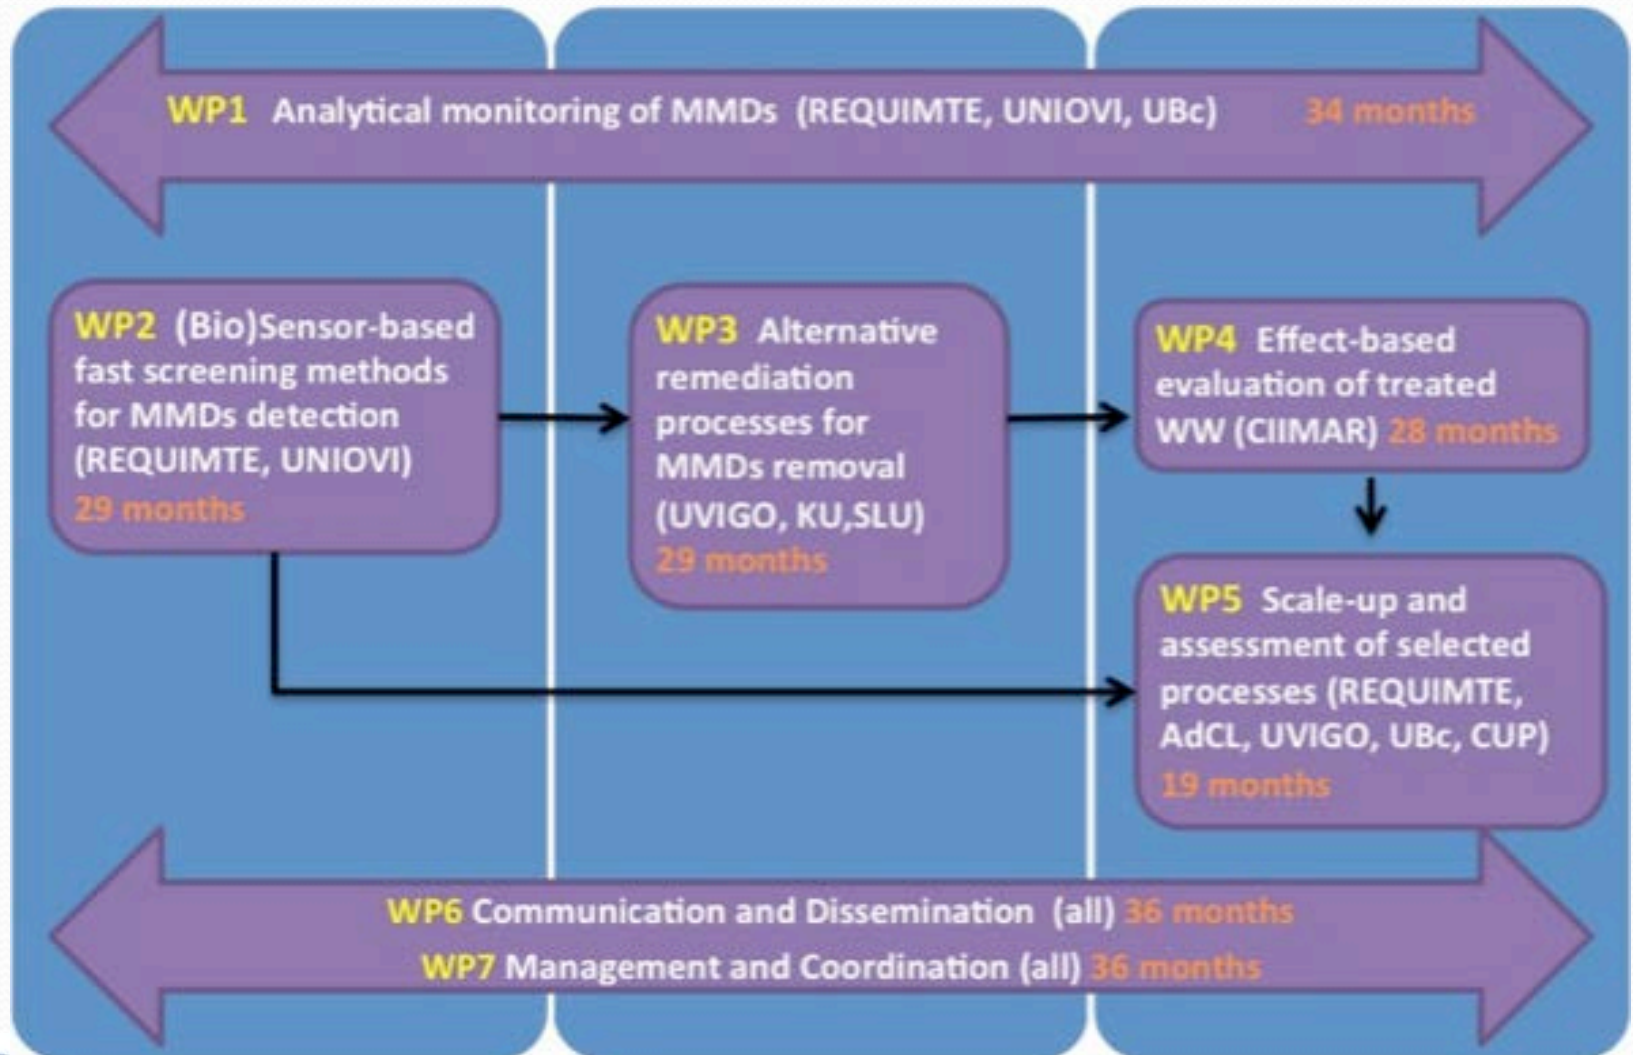 WP1 Analytical monitoring of MMDs (REQUIMTE, UNIOVI, UBc) 34 months
WP2 (Bio)Sensor-based
fast screening methods
for MMDs detection
(REQUIMTE, UNIOVI)
29 months
WP3 Alternative
remediation
processes for
MMDs removal
(UVIGO, KU,SLU)
29 months
WP4 Effect-based
evaluation of treated
WW (CIIMAR) 28 months
WP5 Scale-up and
assessment of selected
processes (REQUIMTE,
AdCL, UVIGO, UBc, CUP)
19 months
WP6 Communication and Dissemination (all) 36 months
WP7 Management and Coordination (all) 36 months